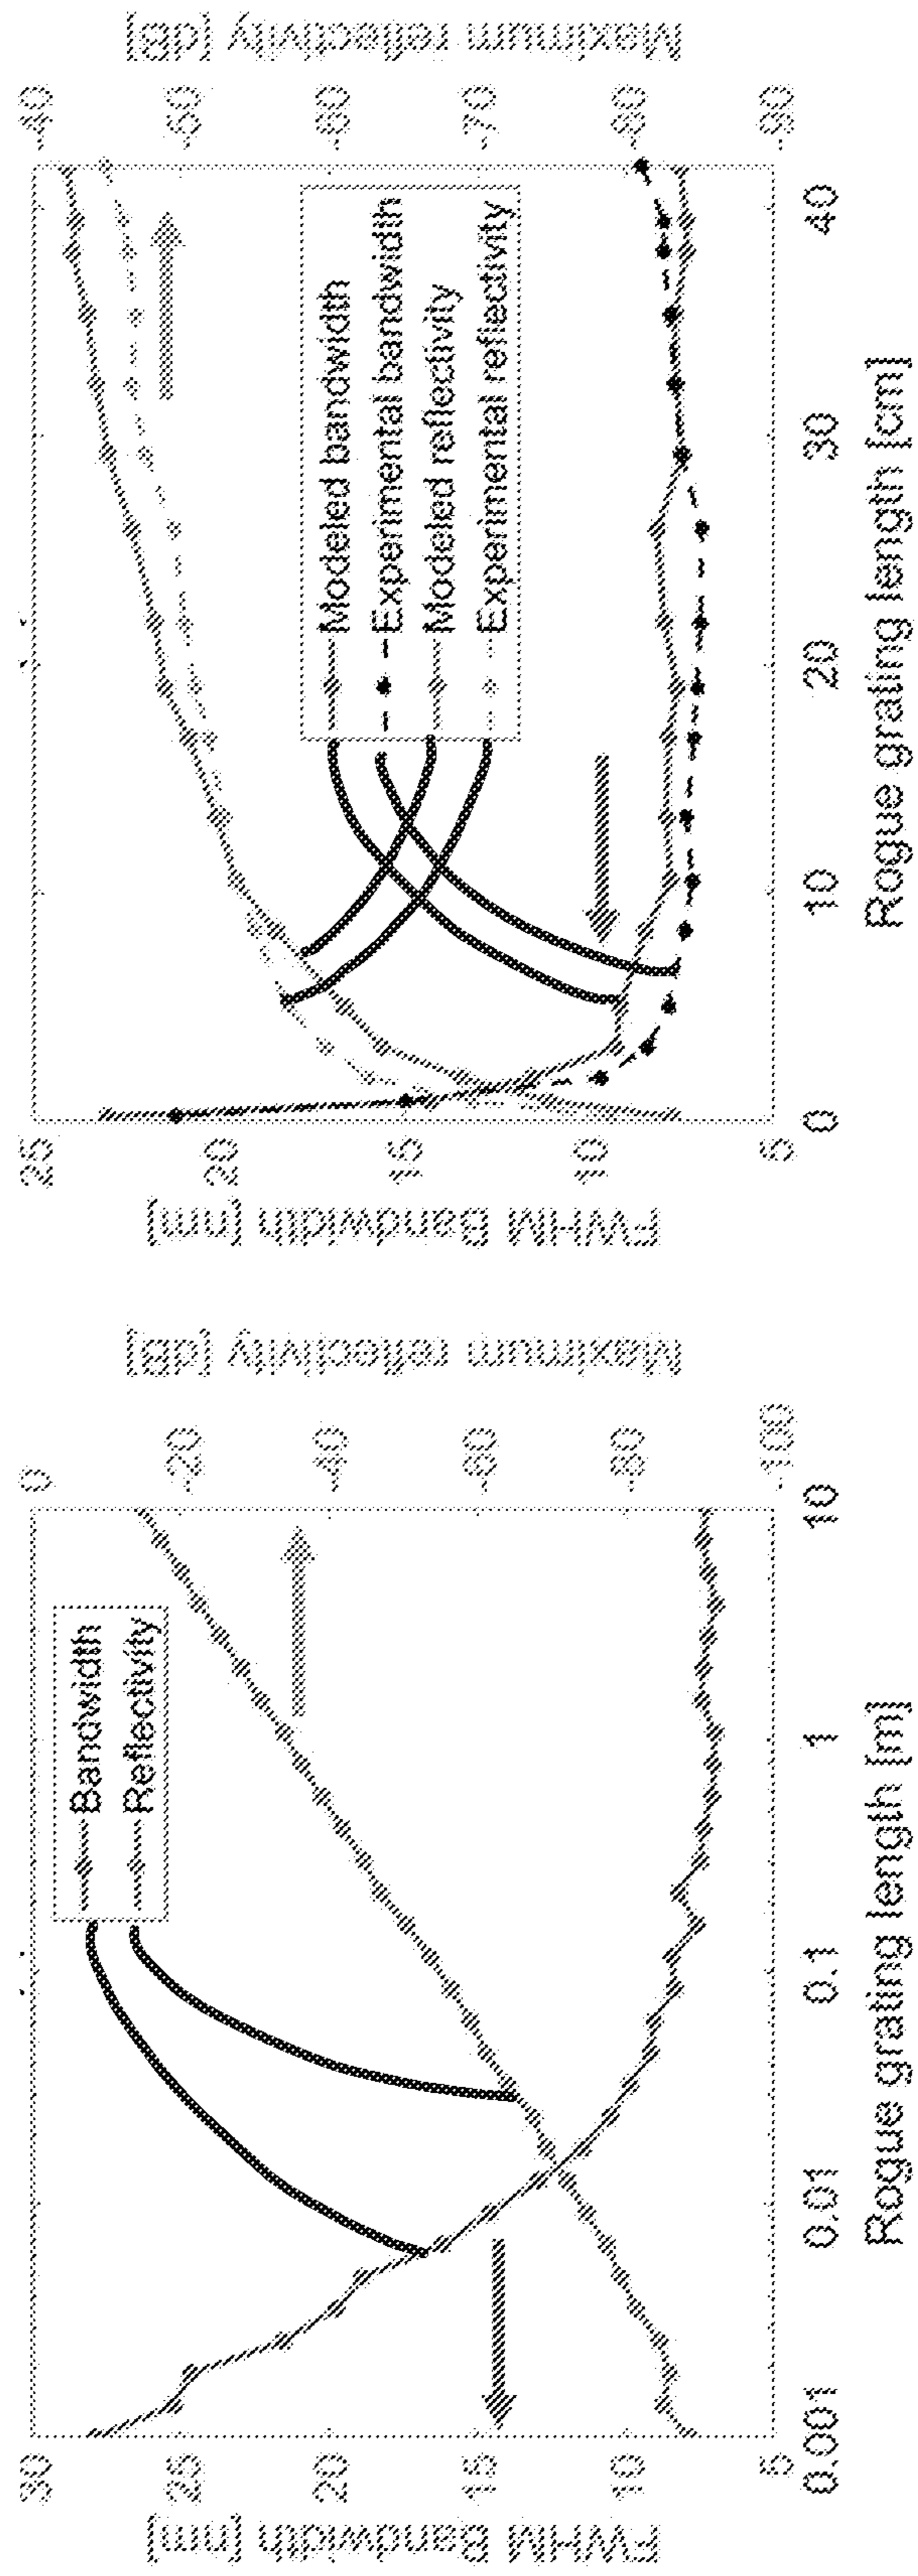 FWHM Bandwidth [nm]
30
25
20
15
10
5
Bandwidth
Reflectivity
0
-20
-40
-60
-80
-100
Maximum reflectivity [dB]
0.001
0.01
0.1
1
10
Rogue grating length [m]
FWHM Bandwidth [nm]
25
20
15
10
5
Modeled bandwidth
Experimental bandwidth
Modeled reflectivity
Experimental reflectivity
-40
-50
-60
-70
-80
-90
Maximum reflectivity [dB]
0
10
20
30
40
Rogue grating length [cm]